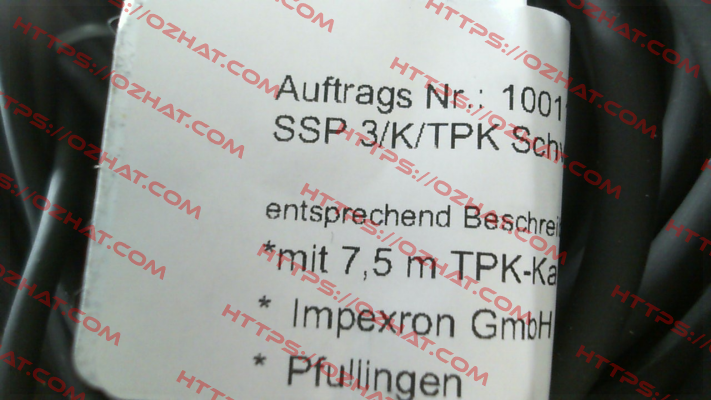 Auftrags Nr.: 1001
SSP 3/K/TPK Schw
entsprechend Beschrei
*mit 7,5 m TPK-Ka
* Impexron GmbH
* Pfullingen
HTTPS://OZHAT.COM